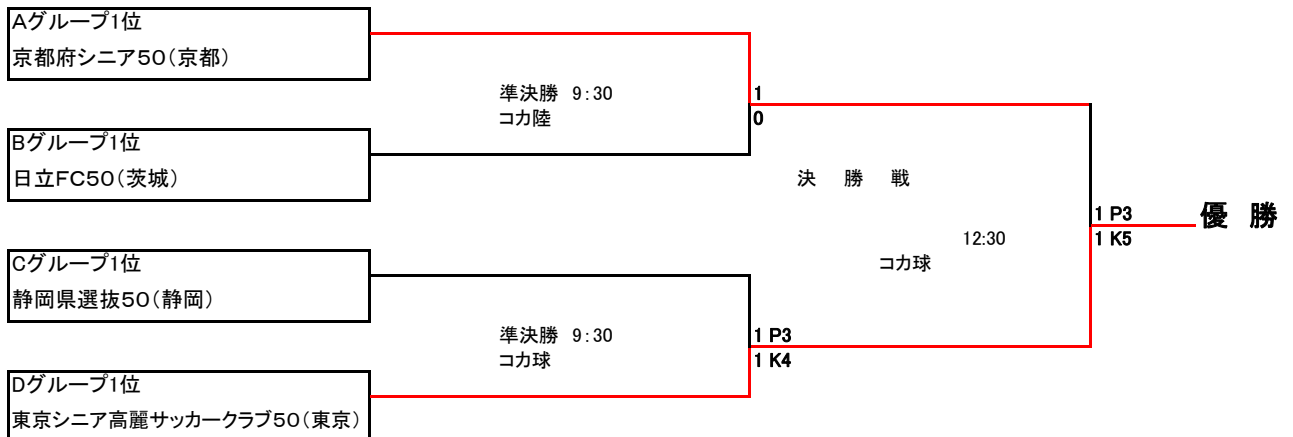 Aグループ1位
京都府シニア50(京都)
準決勝 9:30
コカ陸
1
0
Bグループ1位
日立FC50(茨城)
決 勝 戦
12:30
コカ球
1 P3
1 K5
優 勝
Cグループ1位
静岡県選抜50(静岡)
準決勝 9:30
コカ球
1 P3
1 K4
Dグループ1位
東京シニア高麗サッカークラブ50(東京)